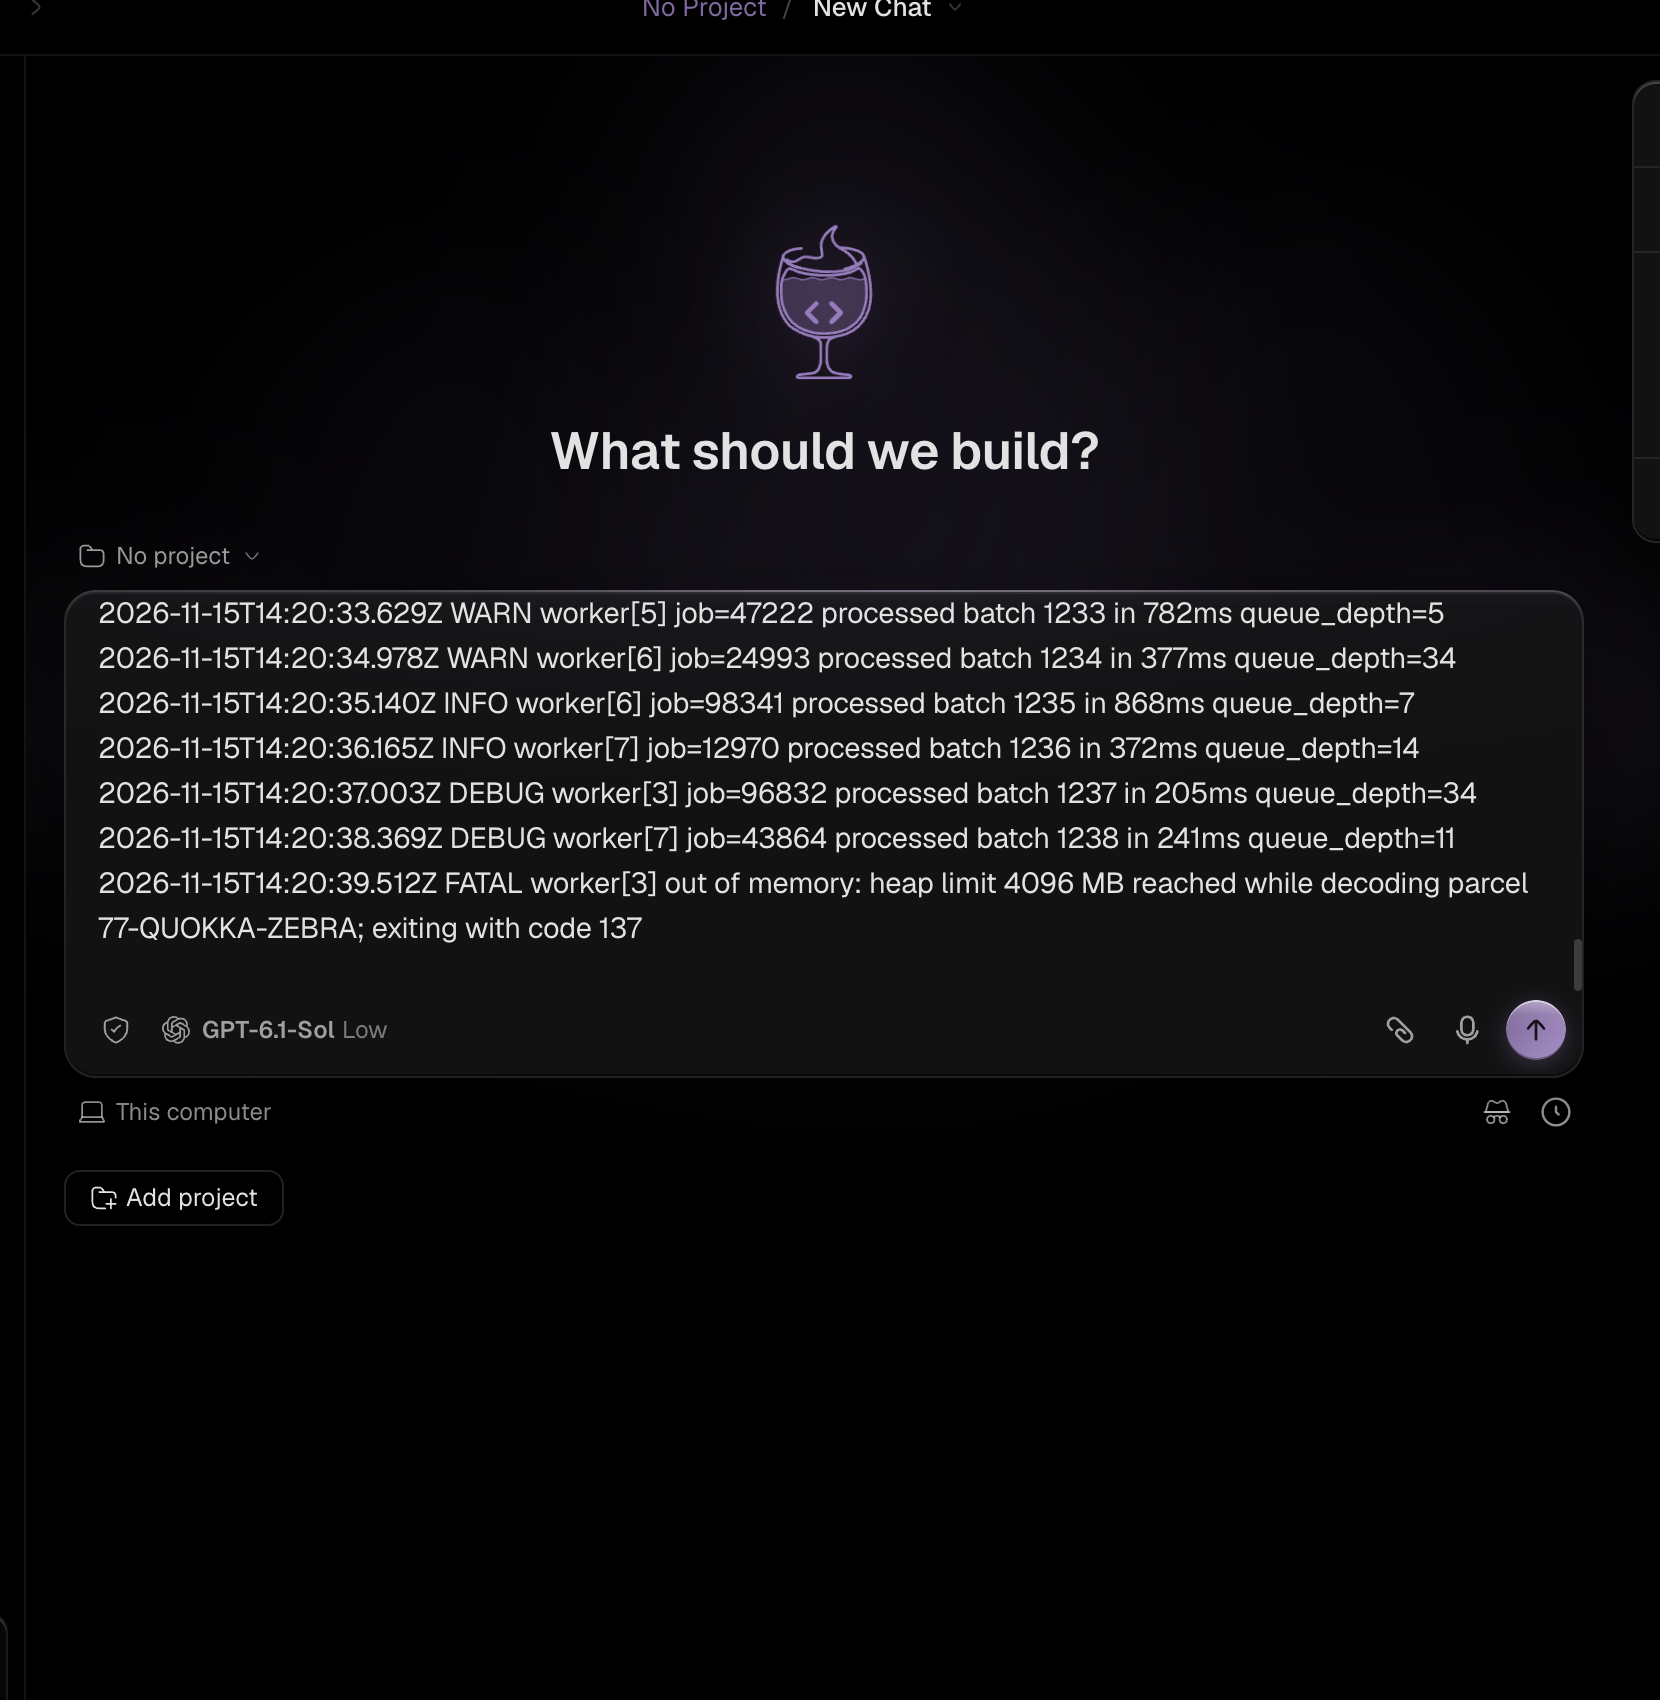 No Project / New Chat
What should we build?
No project
2026-11-15T14:20:33.629Z WARN worker[5] job=47222 processed batch 1233 in 782ms queue_depth=5
2026-11-15T14:20:34.978Z WARN worker[6] job=24993 processed batch 1234 in 377ms queue_depth=34
2026-11-15T14:20:35.140Z INFO worker[6] job=98341 processed batch 1235 in 868ms queue_depth=7
2026-11-15T14:20:36.165Z INFO worker[7] job=12970 processed batch 1236 in 372ms queue_depth=14
2026-11-15T14:20:37.003Z DEBUG worker[3] job=96832 processed batch 1237 in 205ms queue_depth=34
2026-11-15T14:20:38.369Z DEBUG worker[7] job=43864 processed batch 1238 in 241ms queue_depth=11
2026-11-15T14:20:39.512Z FATAL worker[3] out of memory: heap limit 4096 MB reached while decoding parcel
77-QUOKKA-ZEBRA; exiting with code 137
GPT-6.1-Sol Low
This computer
Add project